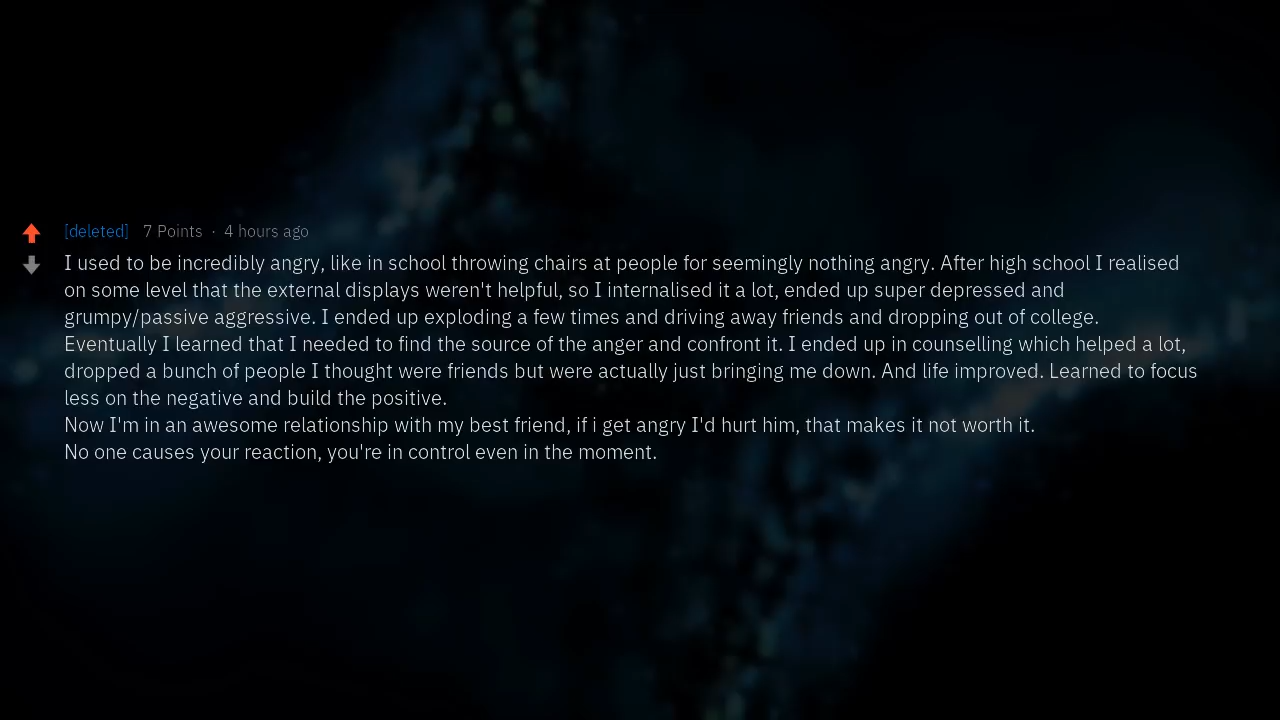 [deleted] 7 Points · 4 hours ago
I used to be incredibly angry, like in school throwing chairs at people for seemingly nothing angry. After high school I realised
on some level that the external displays weren't helpful, so I internalised it a lot, ended up super depressed and
grumpy/passive aggressive. I ended up exploding a few times and driving away friends and dropping out of college.
Eventually I learned that I needed to find the source of the anger and confront it. I ended up in counselling which helped a lot,
dropped a bunch of people I thought were friends but were actually just bringing me down. And life improved. Learned to focus
less on the negative and build the positive.
Now I'm in an awesome relationship with my best friend, if i get angry I'd hurt him, that makes it not worth it.
No one causes your reaction, you're in control even in the moment.